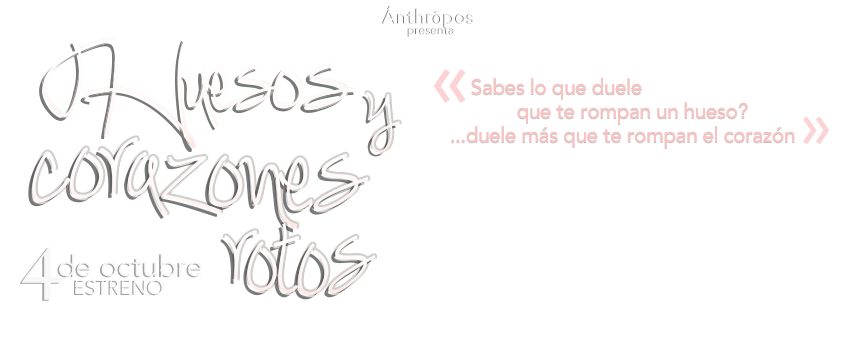 Ánthrōpos
presenta
Huesos y
corazones
rotos
4 de octubre
ESTRENO
« Sabes lo que duele
que te rompan un hueso?
...duele más que te rompan el corazón »